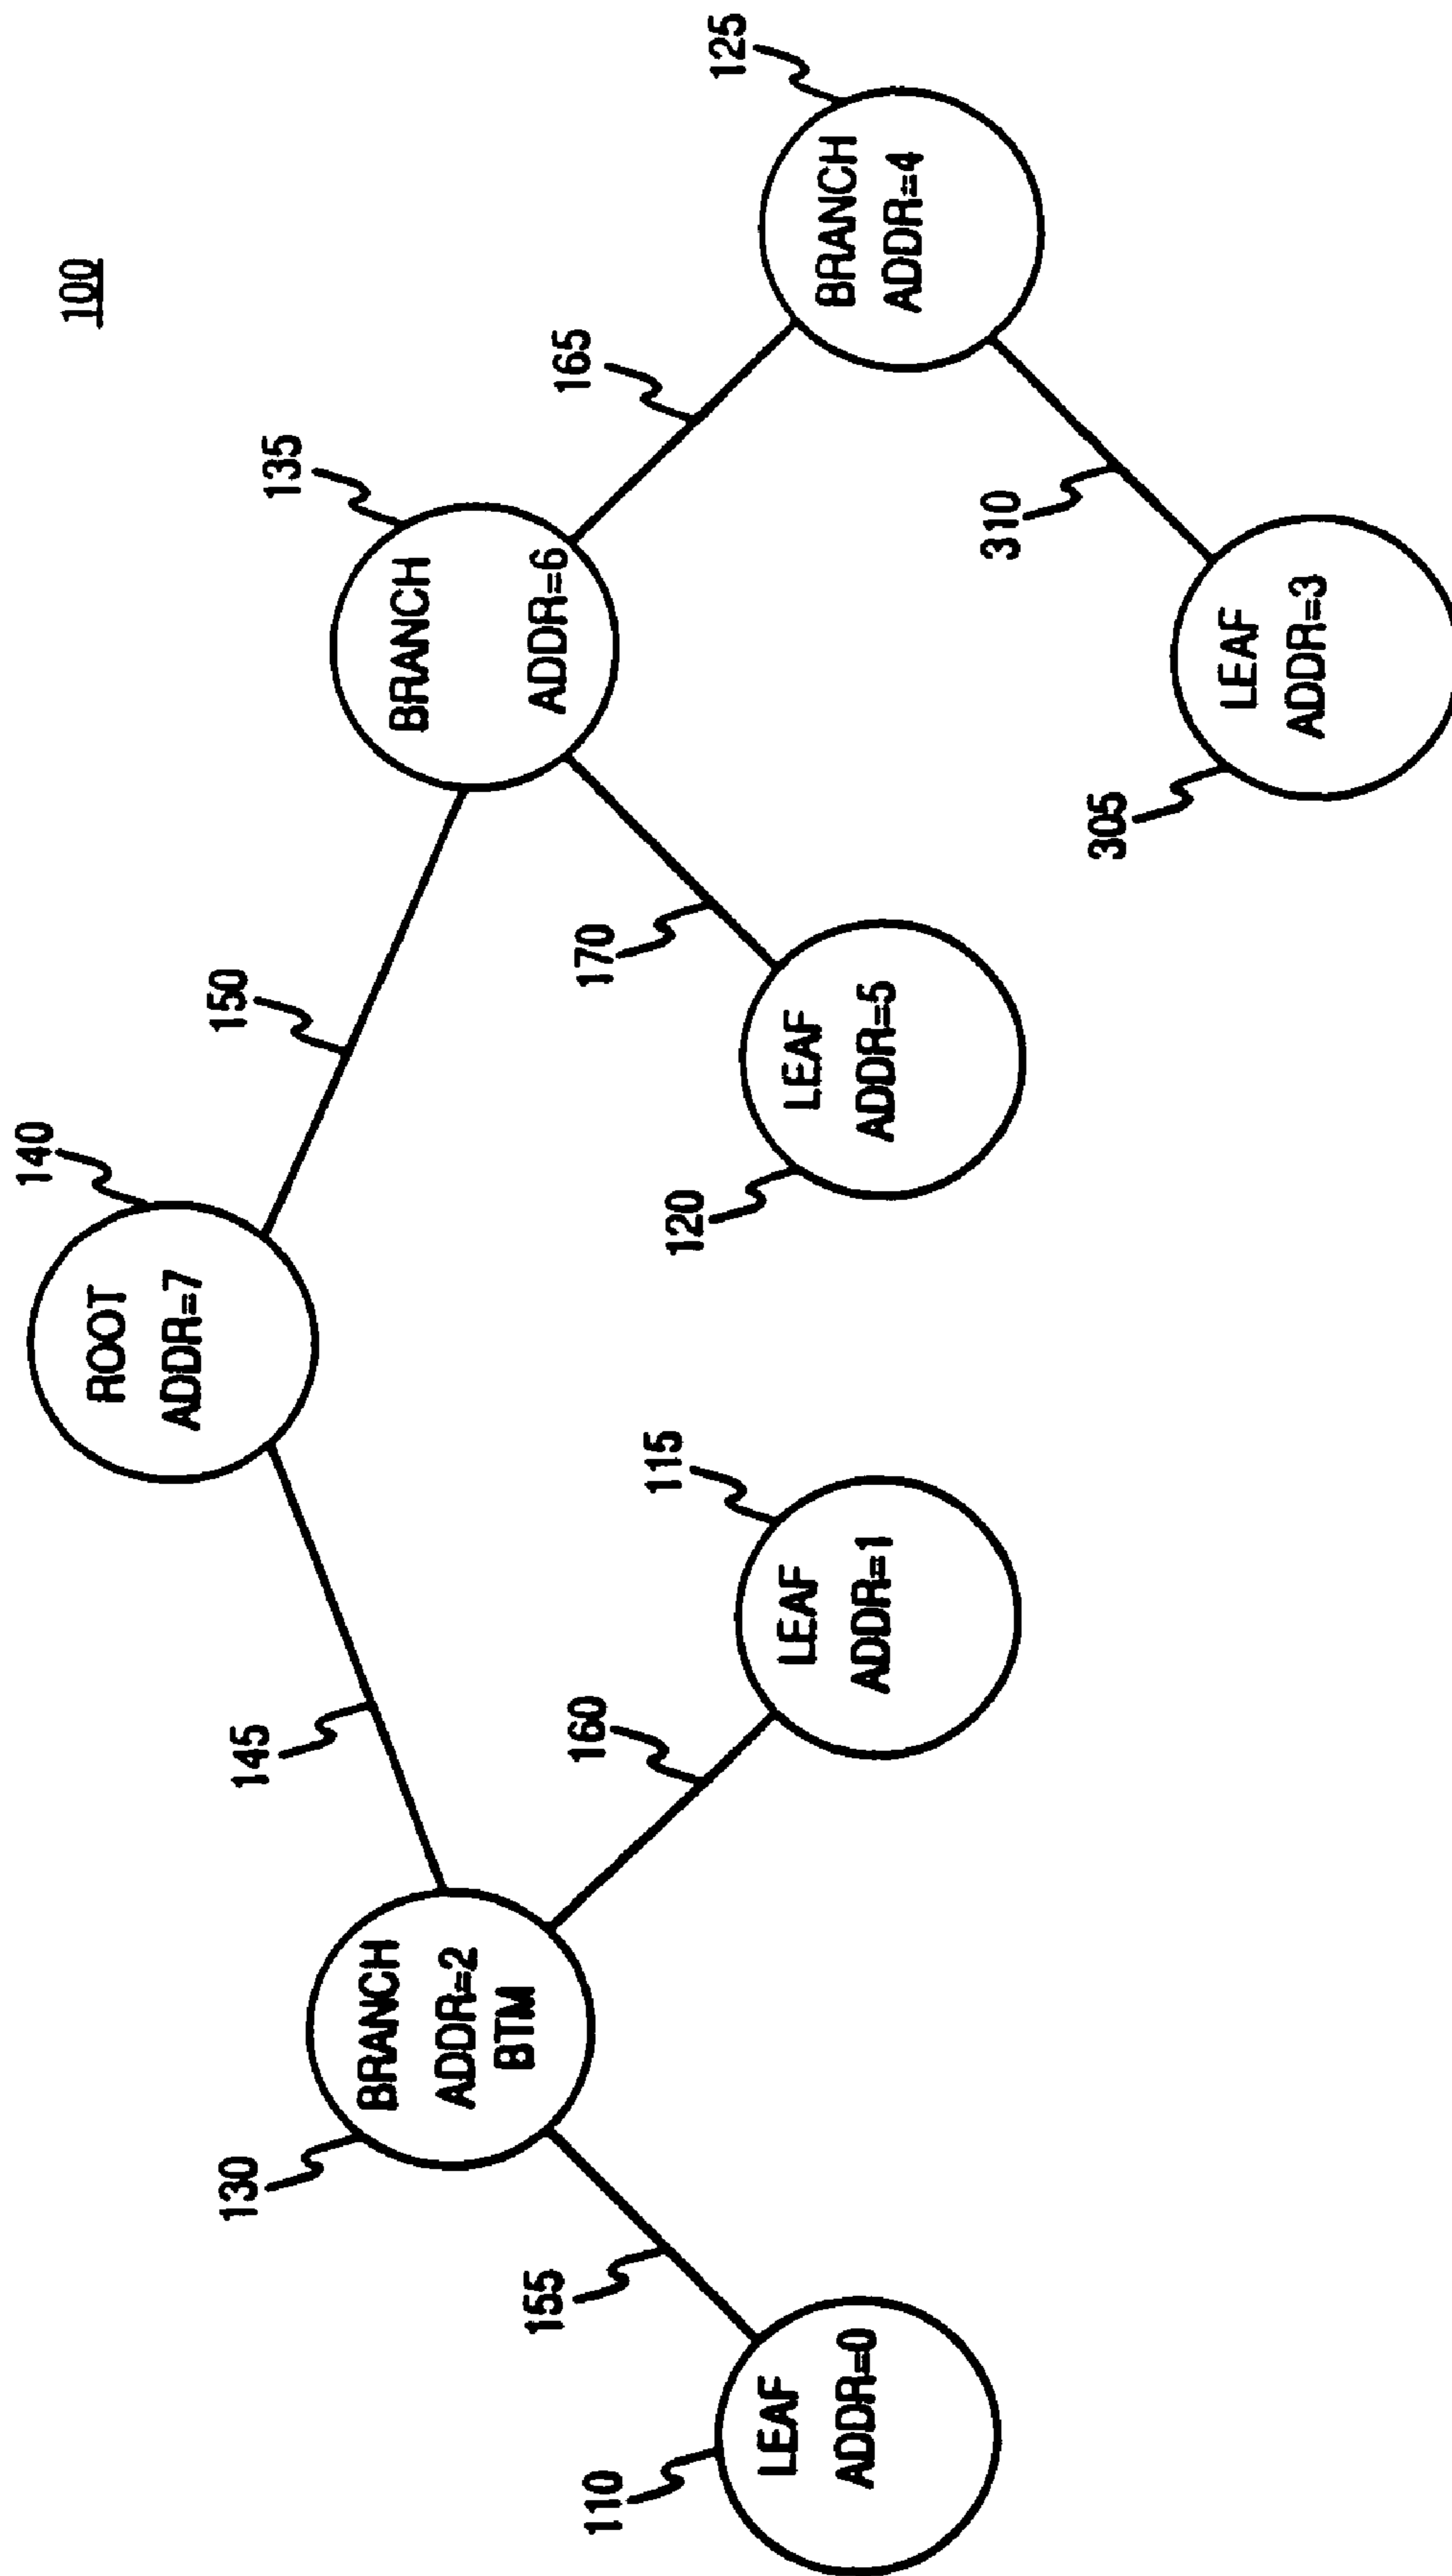 100
140
ROOT
ADDR=7
145
150
130
BRANCH
ADDR=2
BTM
135
BRANCH
ADDR=6
155
160
170
165
110
LEAF
ADDR=0
115
LEAF
ADDR=1
120
LEAF
ADDR=5
125
BRANCH
ADDR=4
310
305
LEAF
ADDR=3